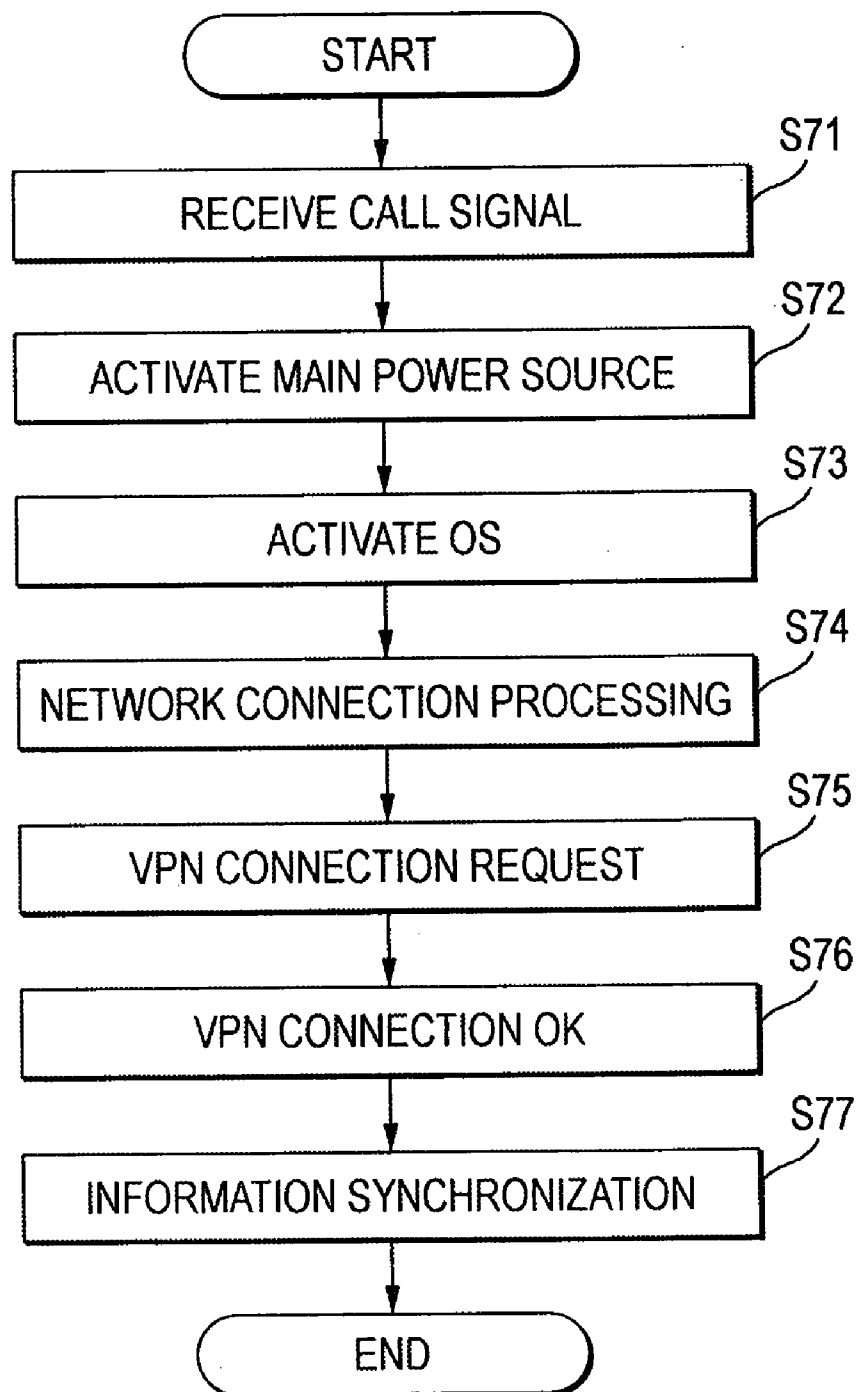 START
S71
RECEIVE CALL SIGNAL
S72
ACTIVATE MAIN POWER SOURCE
S73
ACTIVATE OS
S74
NETWORK CONNECTION PROCESSING
S75
VPN CONNECTION REQUEST
S76
VPN CONNECTION OK
S77
INFORMATION SYNCHRONIZATION
END